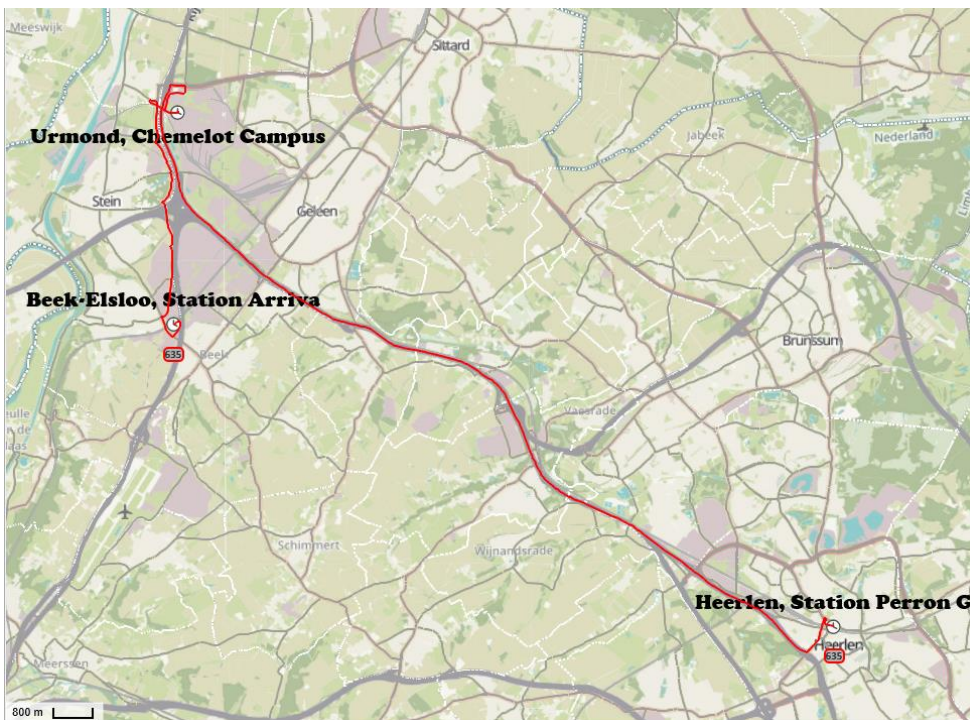 Meeswijk
Rij
Sittard
Urmond, Chemelot Campus
Jabeek
Nederland
Stein
Geleen
Beek-Elsloo, Station Arriva
635
Beek
Brunssum
Vaesrade
Schimmert
Wijnandsrade
Heerlen, Station Perron G
Heerlen
635
Meerssen
800 m